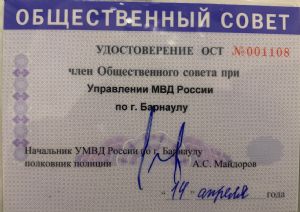 ОБЩЕСТВЕННЫЙ СОВЕТ
УДОСТОВЕРЕНИЕ ОСТ №001108
член Общественного совета при
Управлении МВД России
по г. Барнаулу
Начальник УМВД России по г. Барнаулу
полковник полиции А.С. Майдоров
"14" апреля года